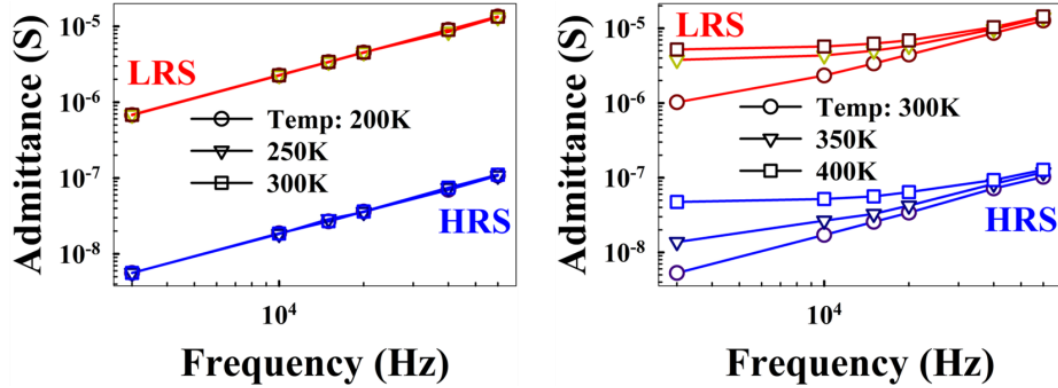 Admittance (S)
10⁻⁵
10⁻⁶
10⁻⁷
10⁻⁸
LRS
Temp: 200K
250K
300K
HRS
10⁴
Frequency (Hz)
Admittance (S)
10⁻⁵
10⁻⁶
10⁻⁷
10⁻⁸
LRS
Temp: 300K
350K
400K
HRS
10⁴
Frequency (Hz)